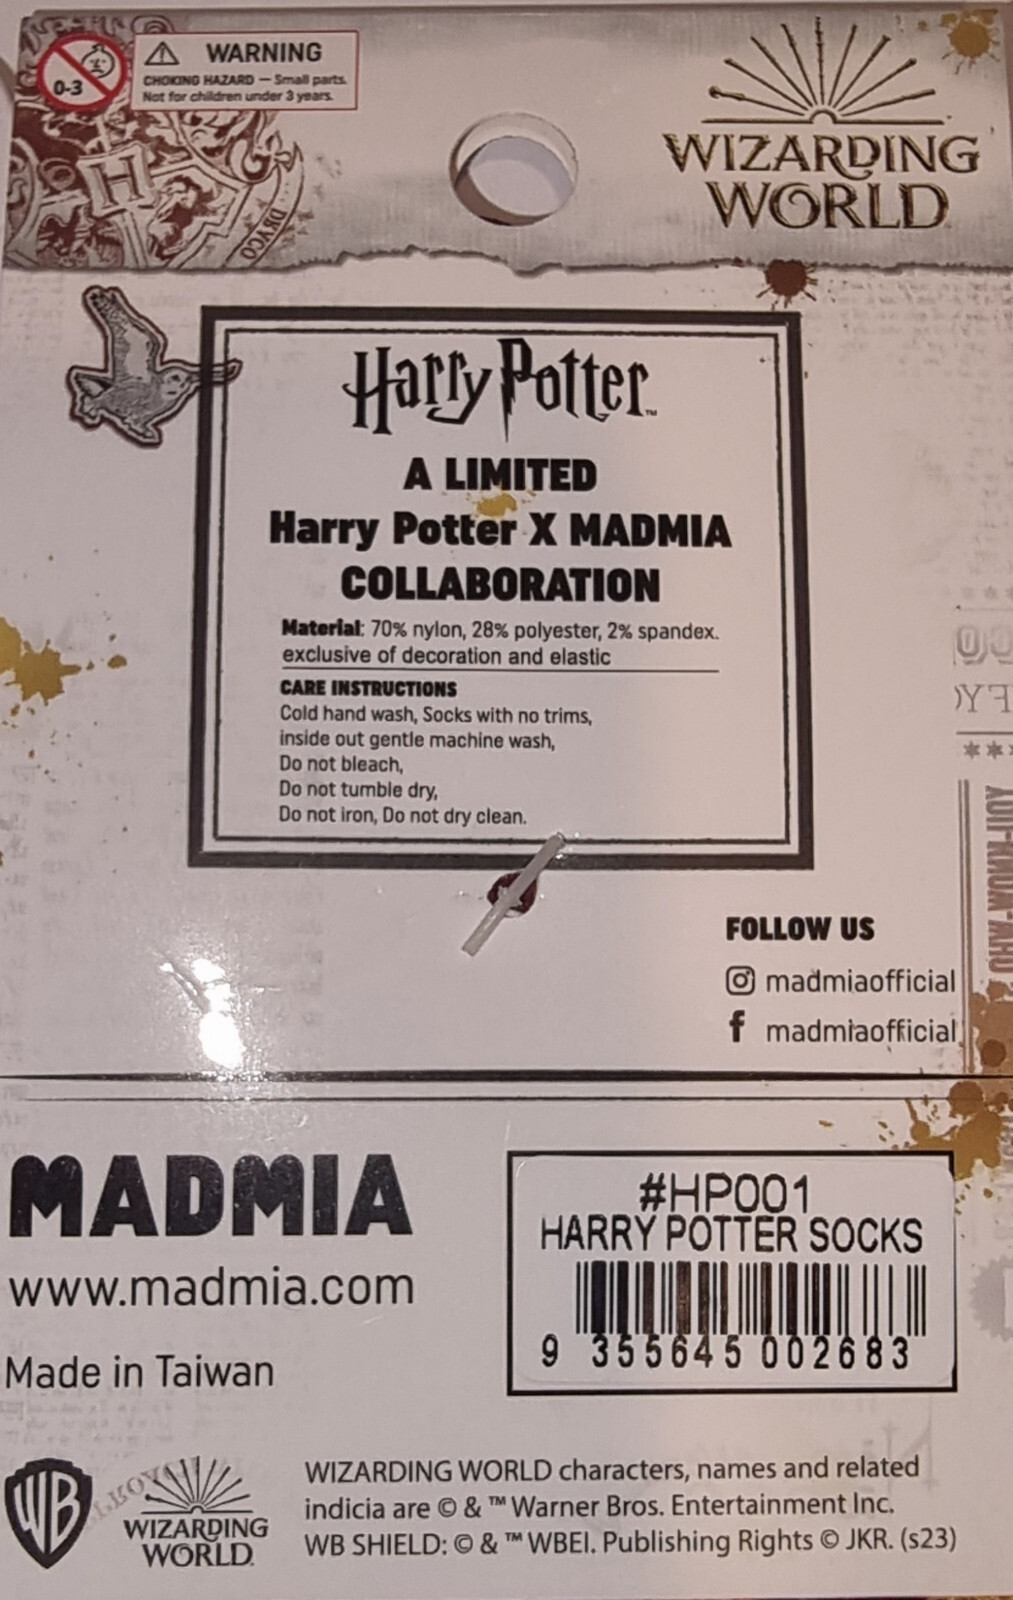 0-3
WARNING
CHOKING HAZARD — Small parts.
Not for children under 3 years.
H
DRACO
WIZARDING
WORLD
Harry Potter™
A LIMITED
Harry Potter X MADMIA
COLLABORATION
Material: 70% nylon, 28% polyester, 2% spandex.
exclusive of decoration and elastic
CARE INSTRUCTIONS
Cold hand wash, Socks with no trims,
inside out gentle machine wash,
Do not bleach,
Do not tumble dry,
Do not iron, Do not dry clean.
FOLLOW US
madmiaofficial
madmiaofficial
MADMIA
www.madmia.com
Made in Taiwan
#HP001
HARRY POTTER SOCKS
9 355645 002683
WB
WIZARDING
WORLD
WIZARDING WORLD characters, names and related
indicia are © & ™ Warner Bros. Entertainment Inc.
WB SHIELD: © & ™ WBEI. Publishing Rights © JKR. (s23)